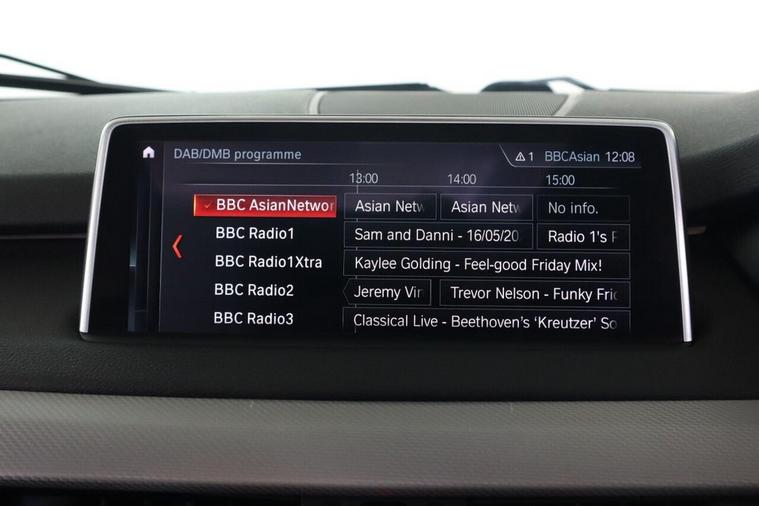 DAB/DMB programme
1 BBCAsian 12:08
13:00 14:00 15:00
BBC AsianNetwor Asian Netw Asian Netw No info.
BBC Radio1 Sam and Danni - 16/05/20 Radio 1's F
BBC Radio1Xtra Kaylee Golding - Feel-good Friday Mix!
BBC Radio2 Jeremy Vin Trevor Nelson - Funky Fric
BBC Radio3 Classical Live - Beethoven's ‘Kreutzer' So